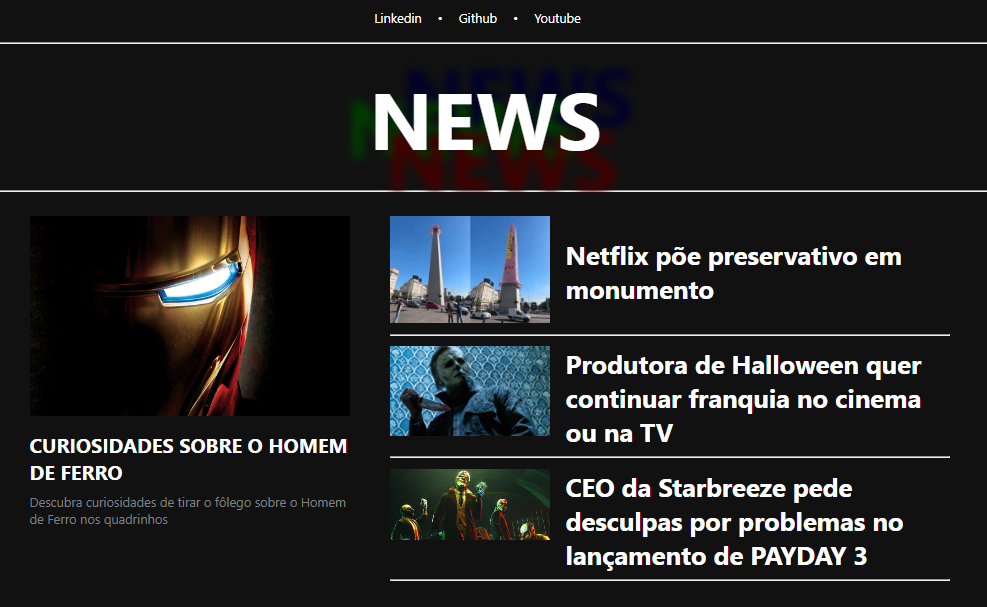 Linkedin • Github • Youtube
NEWS
CURIOSIDADES SOBRE O HOMEM
DE FERRO
Descubra curiosidades de tirar o fôlego sobre o Homem
de Ferro nos quadrinhos
Netflix põe preservativo em
monumento
Produtora de Halloween quer
continuar franquia no cinema
ou na TV
CEO da Starbreeze pede
desculpas por problemas no
lançamento de PAYDAY 3